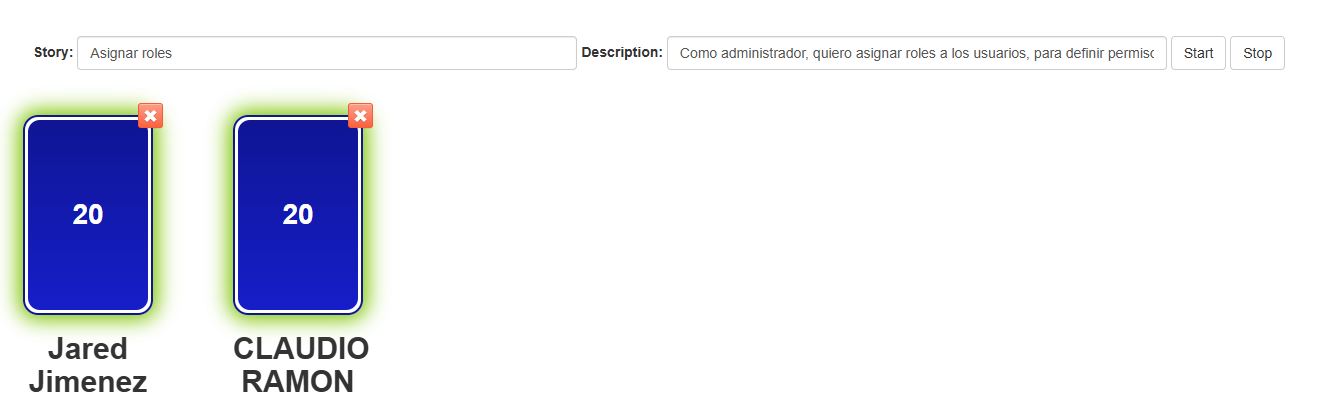 Story: Asignar roles Description: Como administrador, quiero asignar roles a los usuarios, para definir permisc Start Stop
20 20
Jared CLAUDIO
Jimenez RAMON